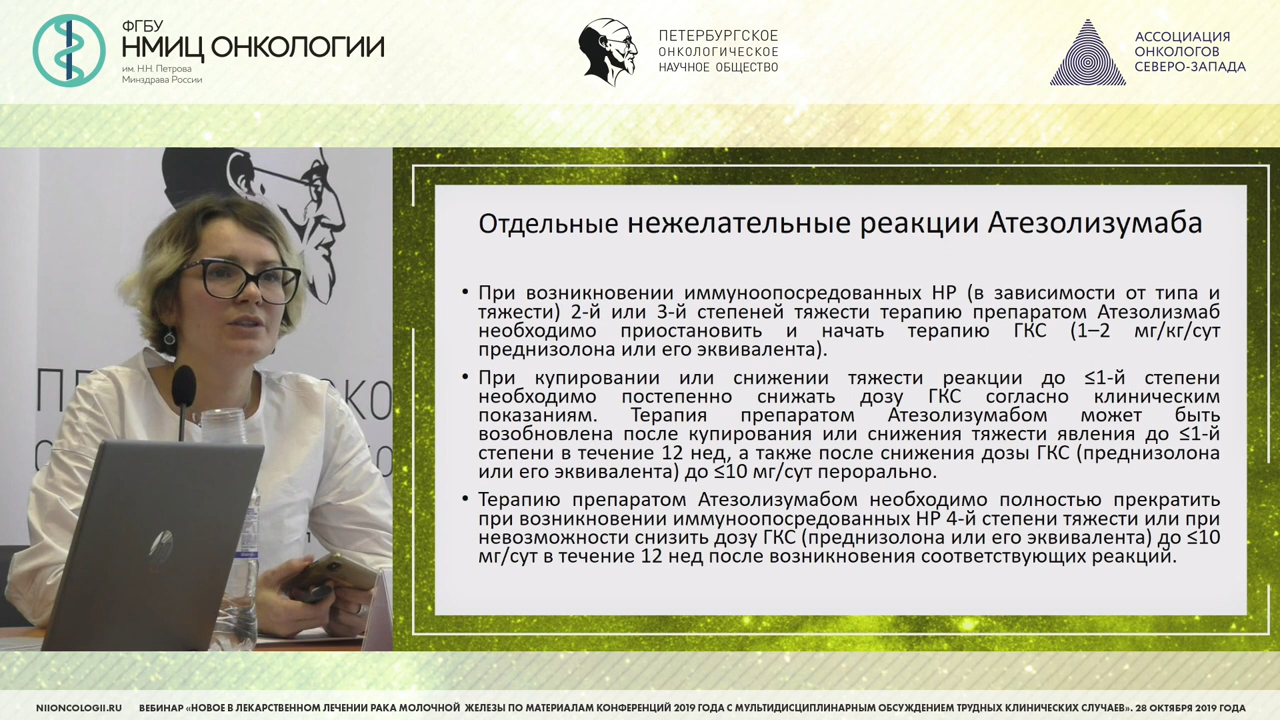 ФГБУ
НМИЦ ОНКОЛОГИИ
им. Н.Н. Петрова
Минздрава России
ПЕТЕРБУРГСКОЕ
ОНКОЛОГИЧЕСКОЕ
НАУЧНОЕ ОБЩЕСТВО
АССОЦИАЦИЯ
ОНКОЛОГОВ
СЕВЕРО-ЗАПАДА
Отдельные нежелательные реакции Атезолизумаба
• При возникновении иммуноопосредованных НР (в зависимости от типа и
тяжести) 2-й или 3-й степеней тяжести терапию препаратом Атезолизмаб
необходимо приостановить и начать терапию ГКС (1–2 мг/кг/сут
преднизолона или его эквивалента).
• При купировании или снижении тяжести реакции до ≤1-й степени
необходимо постепенно снижать дозу ГКС согласно клиническим
показаниям. Терапия препаратом Атезолизумабом может быть
возобновлена после купирования или снижения тяжести явления до ≤1-й
степени в течение 12 нед, а также после снижения дозы ГКС (преднизолона
или его эквивалента) до ≤10 мг/сут перорально.
• Терапию препаратом Атезолизумабом необходимо полностью прекратить
при возникновении иммуноопосредованных НР 4-й степени тяжести или при
невозможности снизить дозу ГКС (преднизолона или его эквивалента) до ≤10
мг/сут в течение 12 нед после возникновения соответствующих реакций.
NIIONCOLOGII.RU ВЕБИНАР «НОВОЕ В ЛЕКАРСТВЕННОМ ЛЕЧЕНИИ РАКА МОЛОЧНОЙ ЖЕЛЕЗЫ ПО МАТЕРИАЛАМ КОНФЕРЕНЦИЙ 2019 ГОДА С МУЛЬТИДИСЦИПЛИНАРНЫМ ОБСУЖДЕНИЕМ ТРУДНЫХ КЛИНИЧЕСКИХ СЛУЧАЕВ». 28 ОКТЯБРЯ 2019 ГОДА